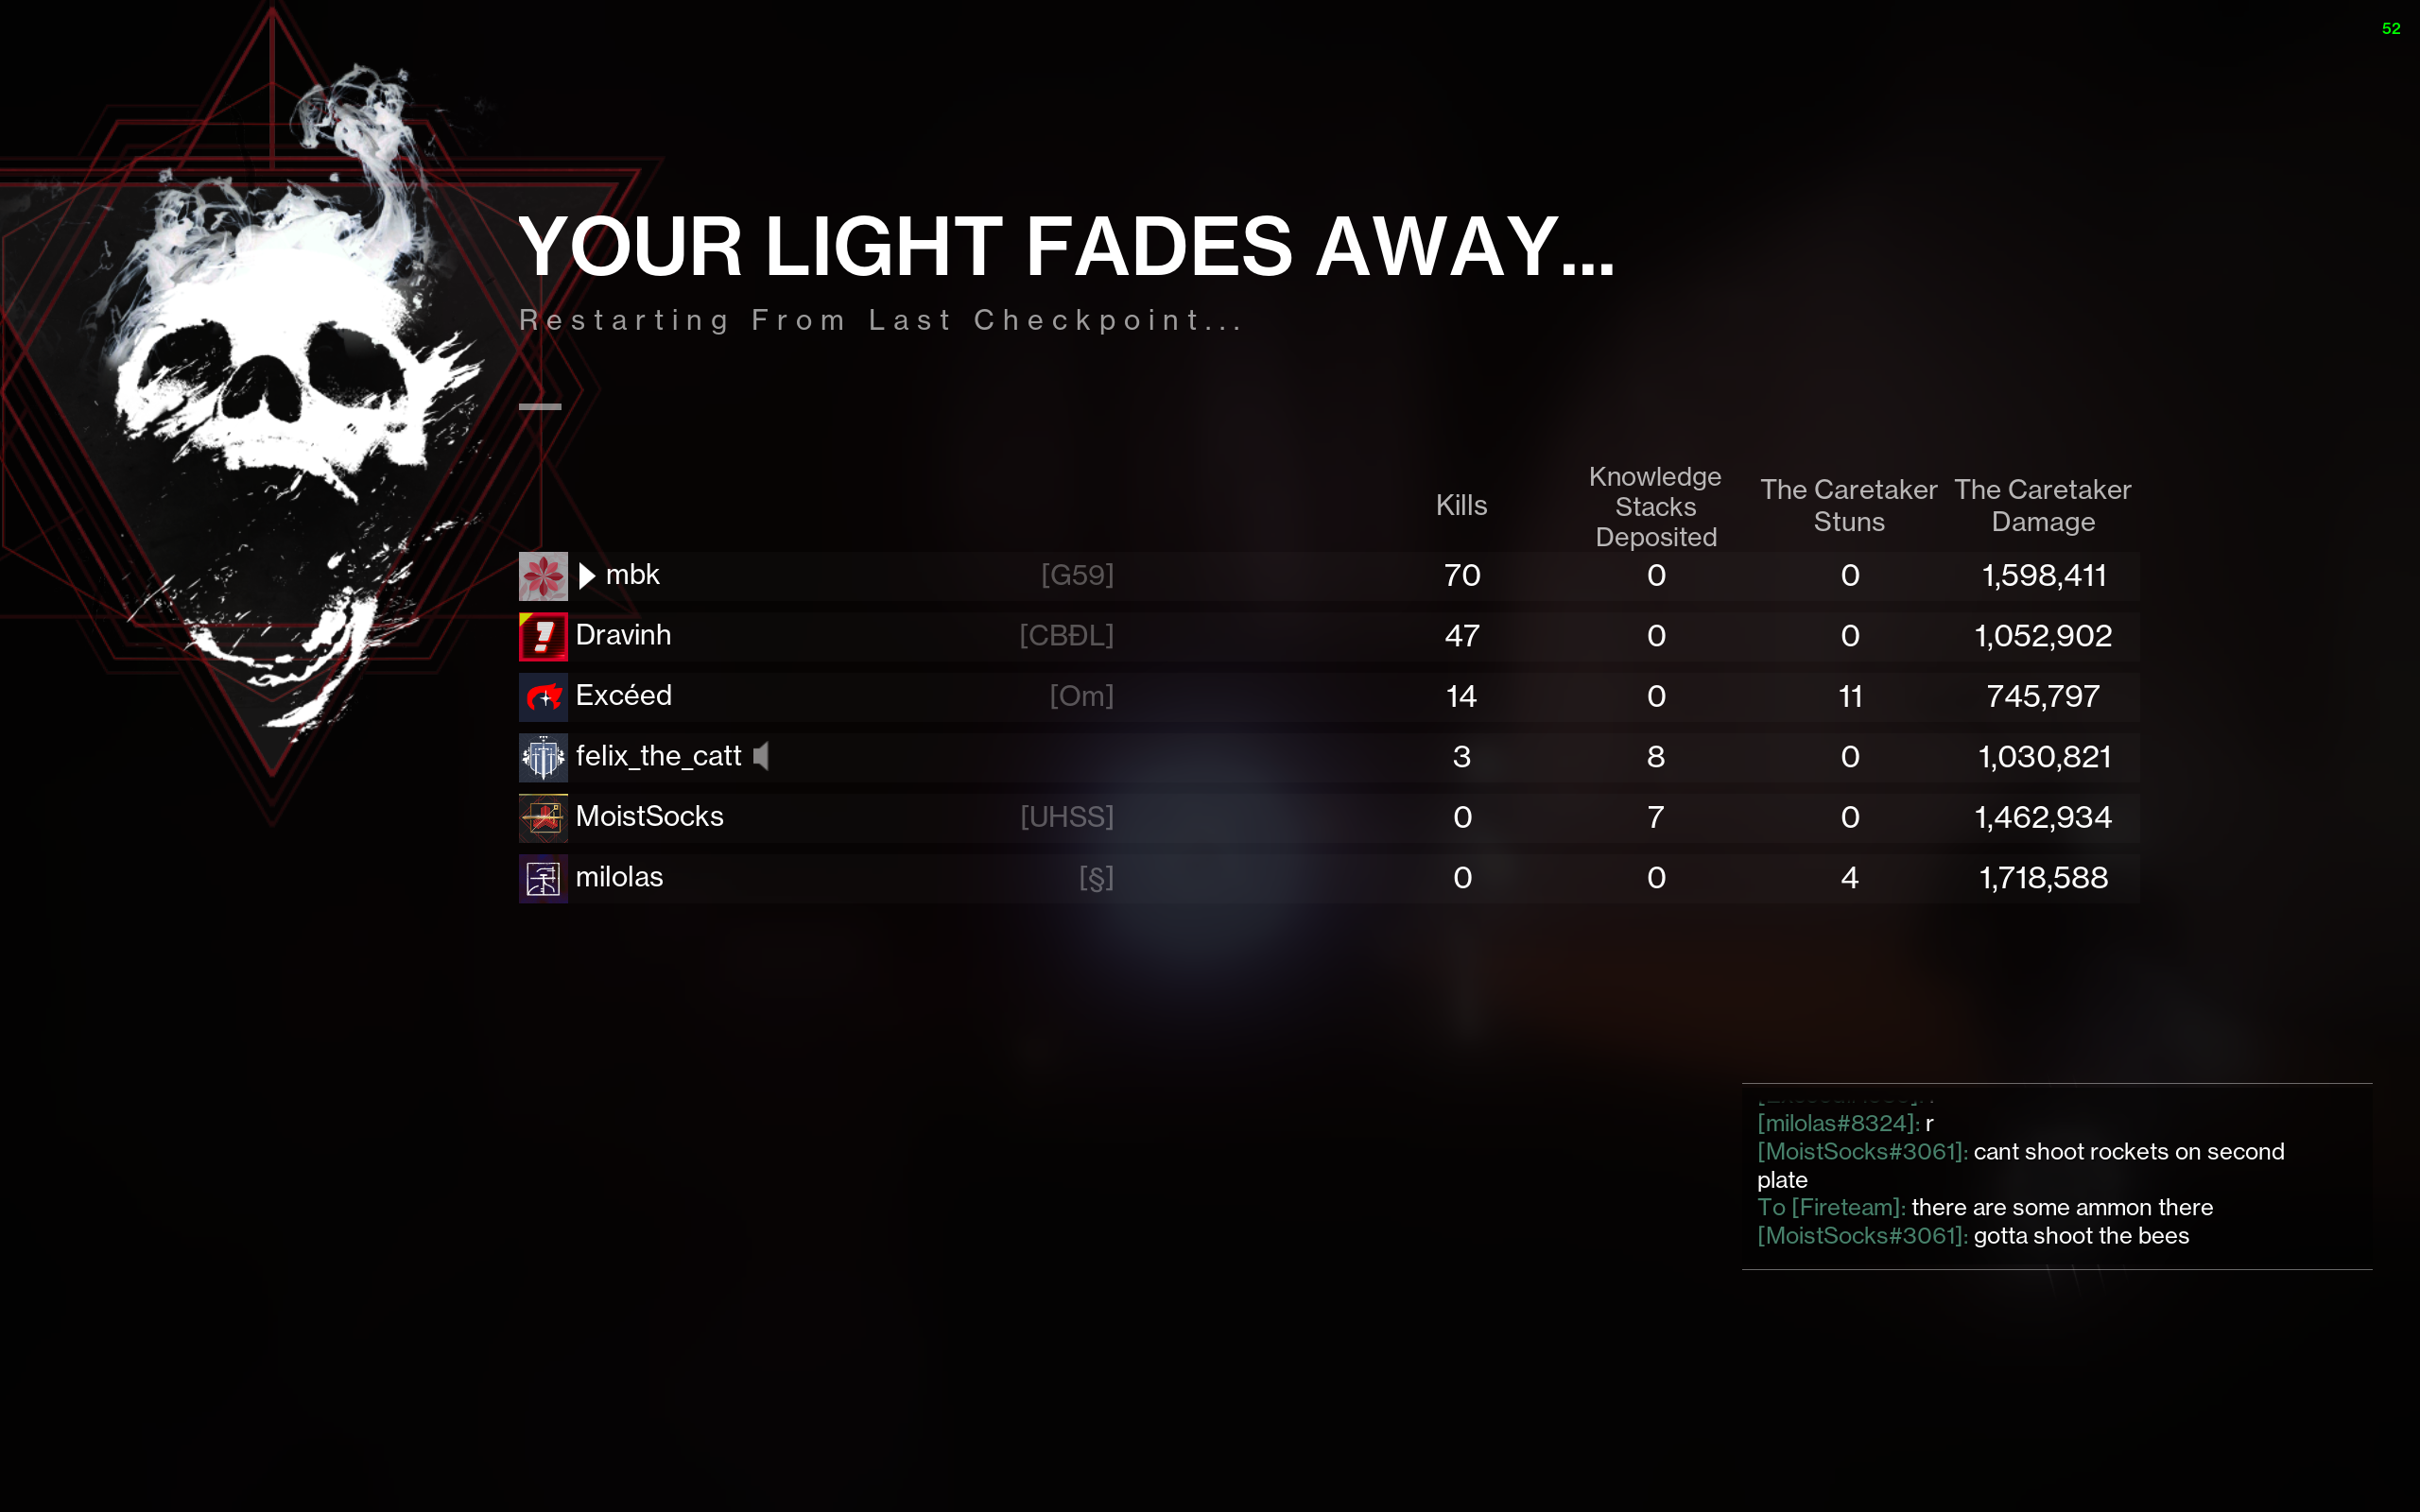 52
YOUR LIGHT FADES AWAY...
Restarting From Last Checkpoint...
Kills
Knowledge
Stacks
Deposited
The Caretaker
Stuns
The Caretaker
Damage
mbk [G59] 70 0 0 1,598,411
Dravinh [CBĐL] 47 0 0 1,052,902
Excéed [Om] 14 0 11 745,797
felix_the_catt 3 8 0 1,030,821
MoistSocks [UHSS] 0 7 0 1,462,934
milolas [§] 0 0 4 1,718,588
[milolas#8324]: r
[MoistSocks#3061]: cant shoot rockets on second
plate
To [Fireteam]: there are some ammon there
[MoistSocks#3061]: gotta shoot the bees